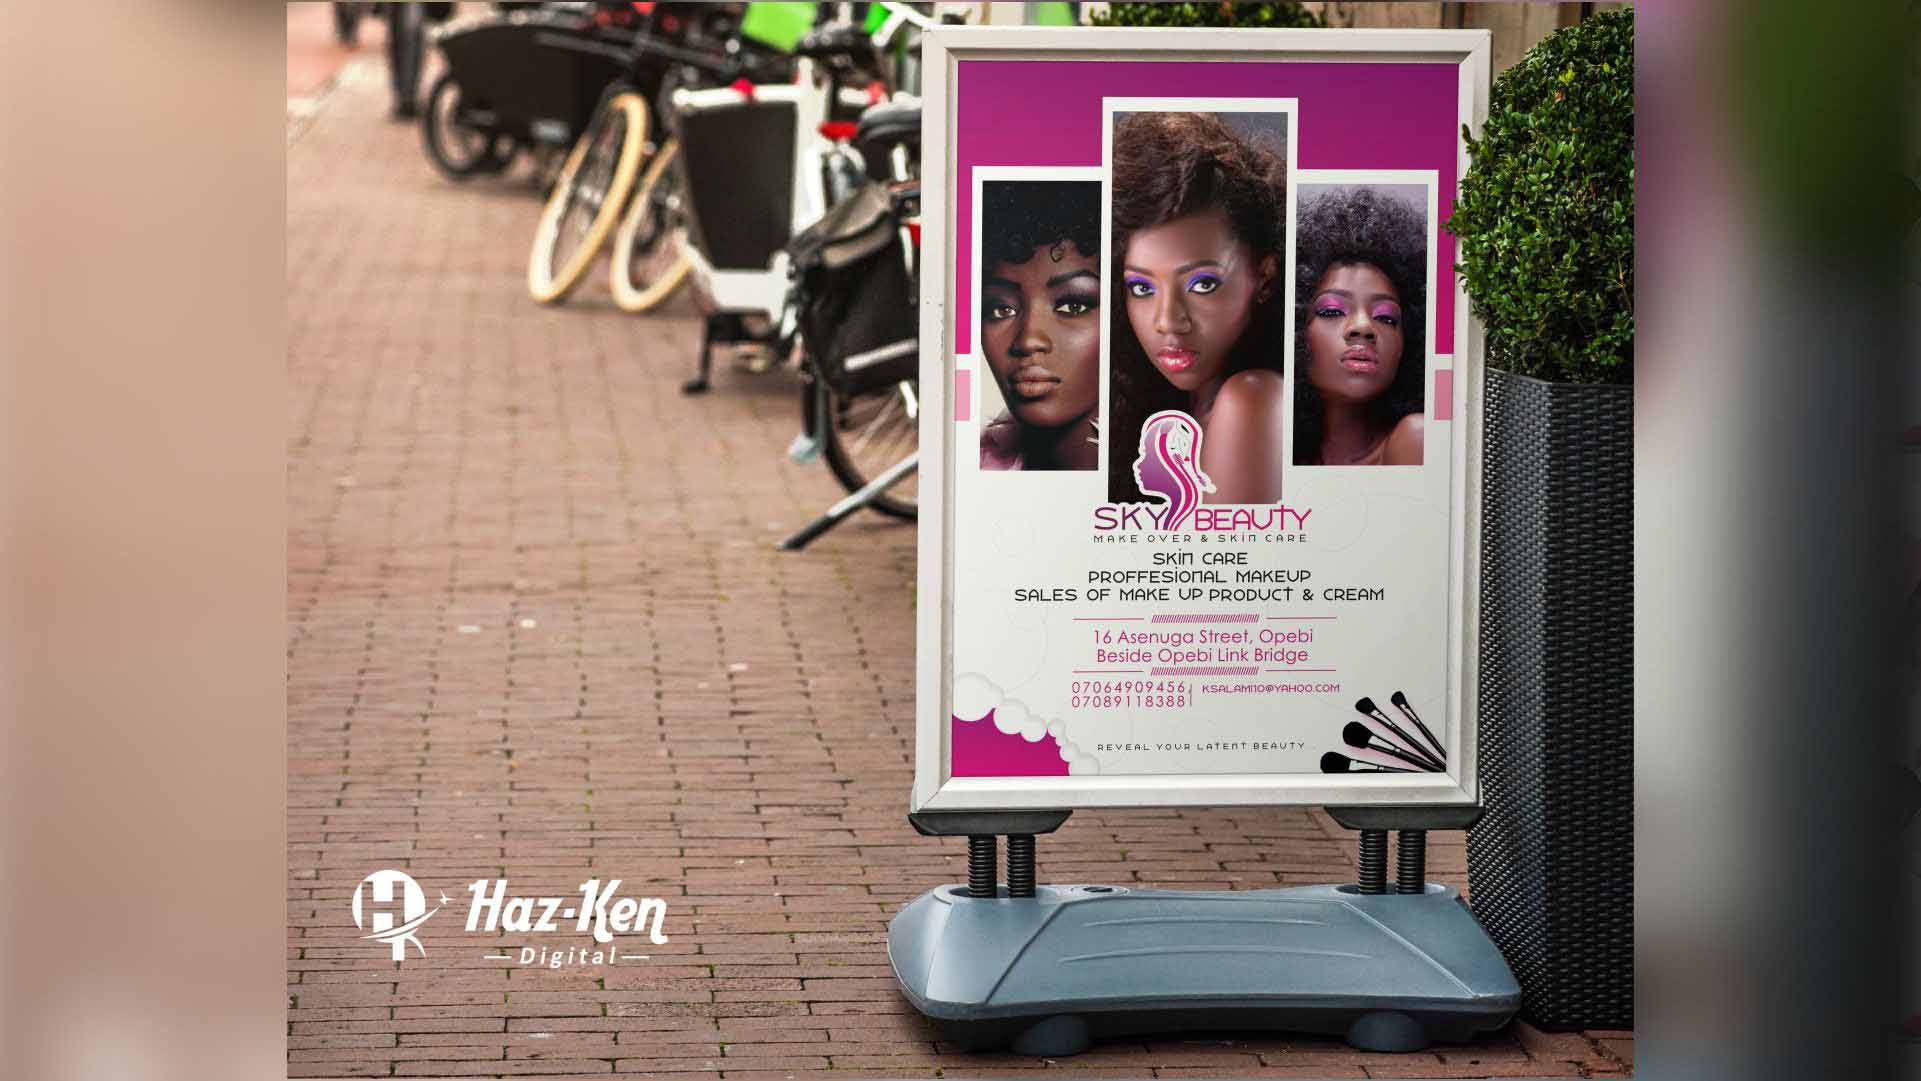 SKY BEAUTY
MAKE OVER & SKIN CARE
SKIN CARE
PROFFESIONAL MAKEUP
SALES OF MAKE UP PRODUCT & CREAM
16 Asenuga Street, Opebi
Beside Opebi Link Bridge
07064909456, KSALAMI10@YAHOO.COM
07089118388
REVEAL YOUR LATENT BEAUTY
Haz-Ken
Digital